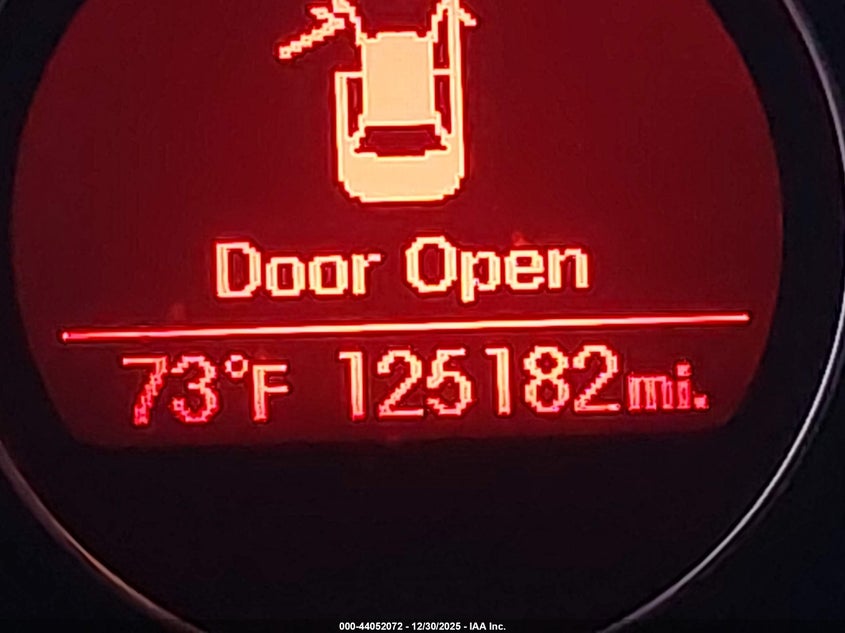 Door Open
73°F 125182mi.
000-44052072 - 12/30/2025 - IAA Inc.